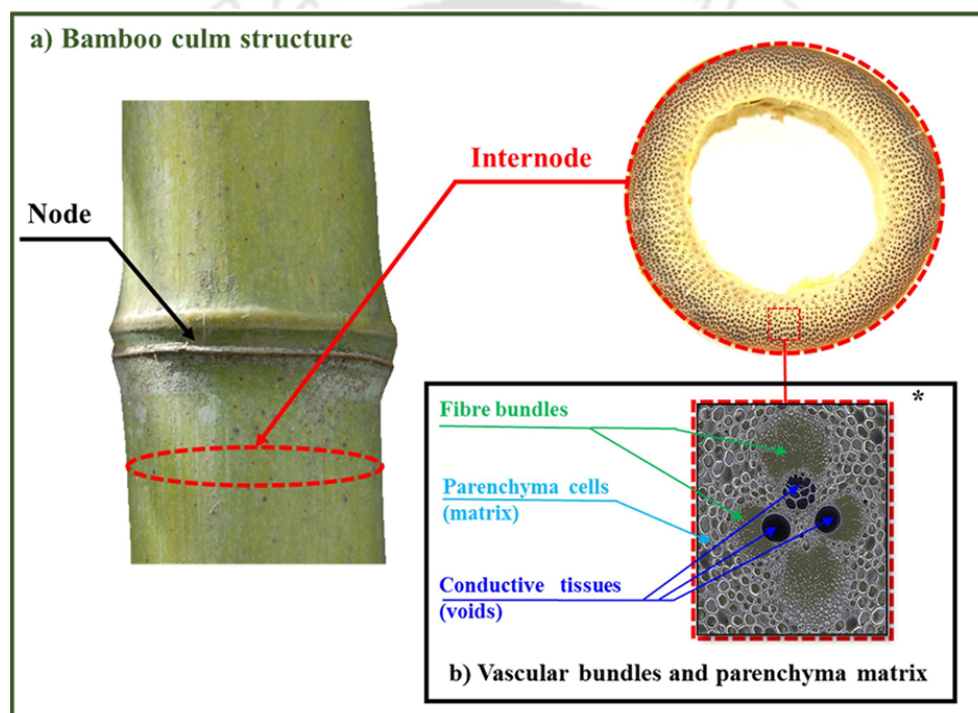 a) Bamboo culm structure
Internode
Node
*
Fibre bundles
Parenchyma cells
(matrix)
Conductive tissues
(voids)
b) Vascular bundles and parenchyma matrix